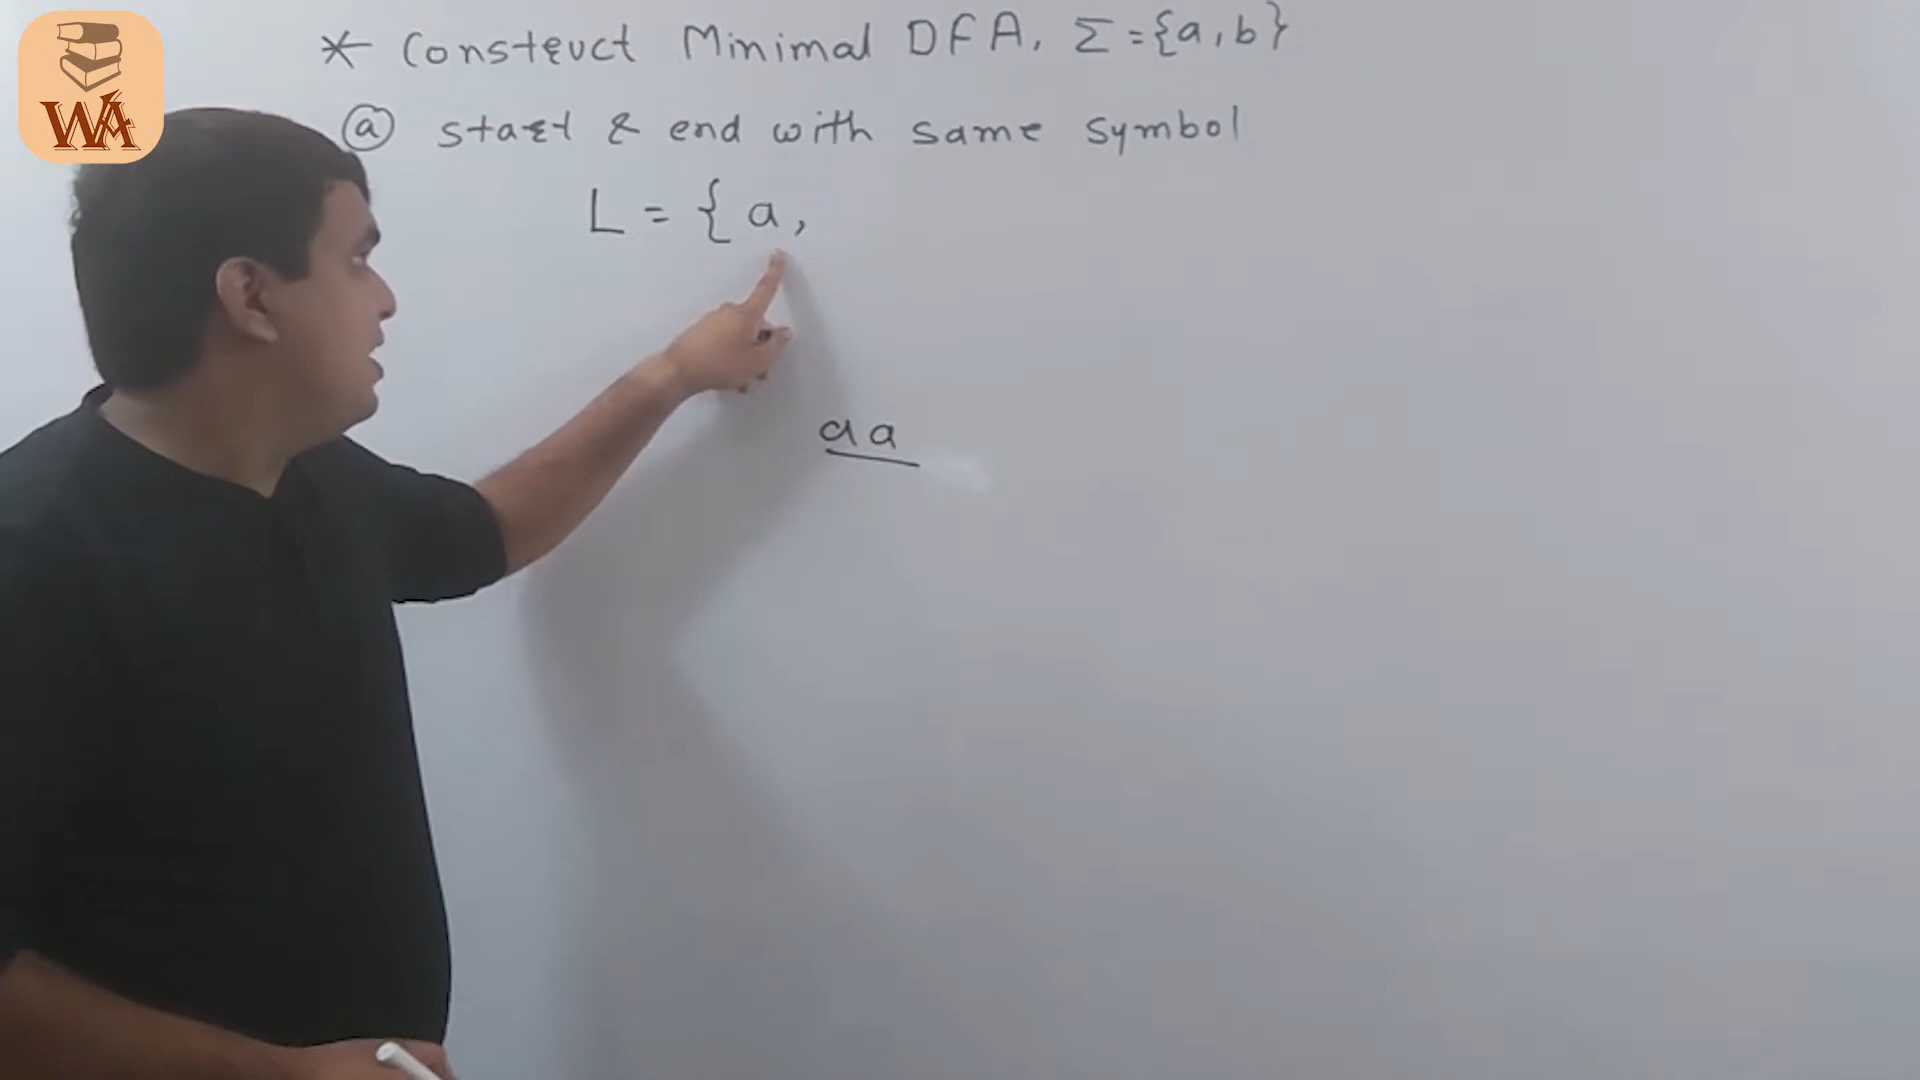 WA
* Construct Minimal DFA, Σ={a,b}
ⓐ start & end with same symbol
L = { a,
aa